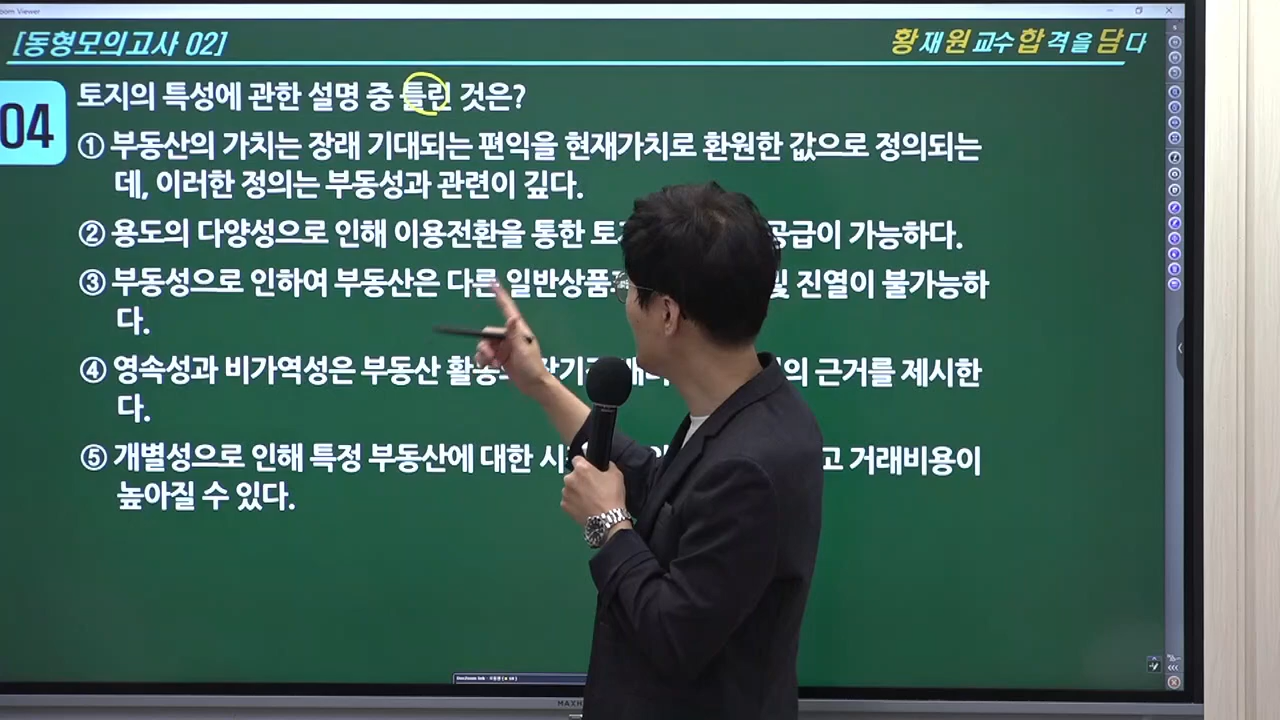 oom Viewer
[동형모의고사 02]
황재원 교수 합격을 담다
04
토지의 특성에 관한 설명 중 틀린 것은?
① 부동산의 가치는 장래 기대되는 편익을 현재가치로 환원한 값으로 정의되는
데, 이러한 정의는 부동성과 관련이 깊다.
② 용도의 다양성으로 인해 이용전환을 통한 공급이 가능하다.
③ 부동성으로 인하여 부동산은 다른 일반상품 진열이 불가능하
다.
④ 영속성과 비가역성은 부동산 근거를 제시한
다.
⑤ 개별성으로 인해 특정 부동산에 대한 거래비용이
높아질 수 있다.